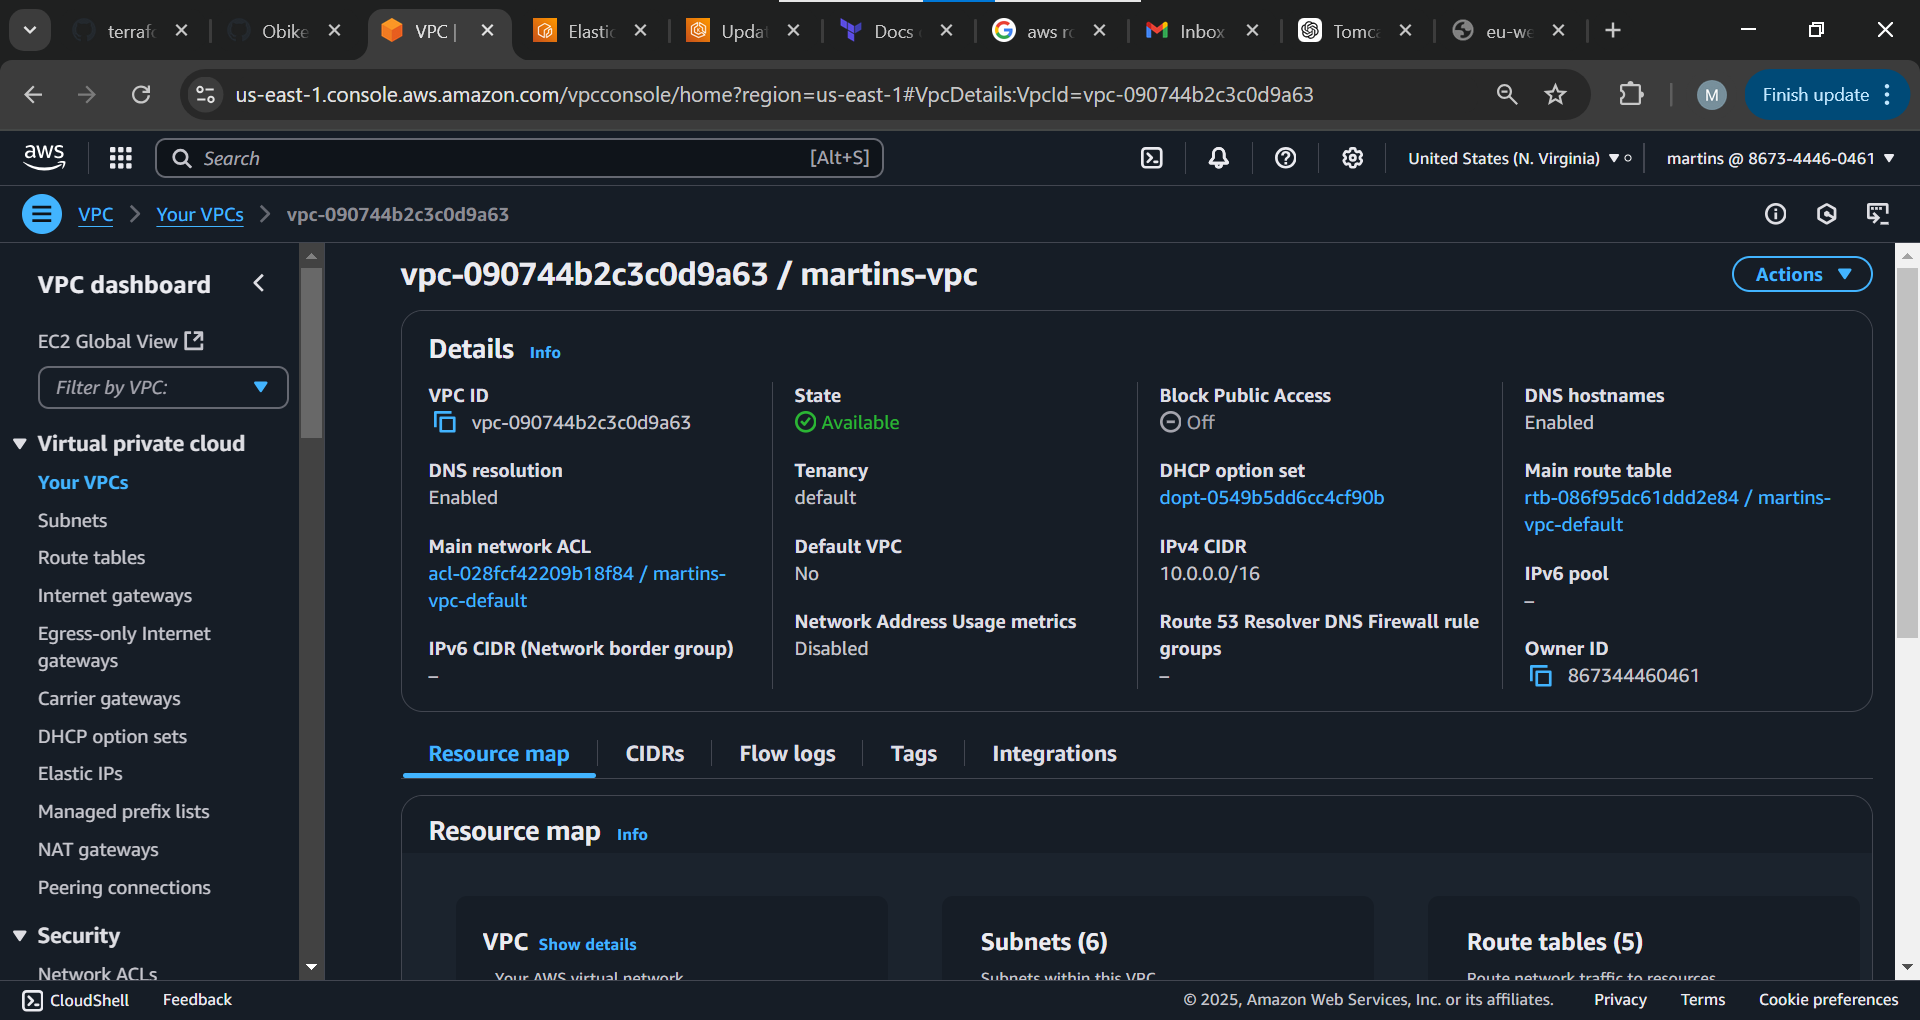 terrafo
Obike
VPC |
Elastic
Updat
Docs
aws ro
Inbox
Tomca
eu-we
us-east-1.console.aws.amazon.com/vpcconsole/home?region=us-east-1#VpcDetails:VpcId=vpc-090744b2c3c0d9a63
M
Finish update
aws
Search
[Alt+S]
United States (N. Virginia)
martins @ 8673-4446-0461
VPC
Your VPCs
vpc-090744b2c3c0d9a63
VPC dashboard
EC2 Global View
Filter by VPC:
Virtual private cloud
Your VPCs
Subnets
Route tables
Internet gateways
Egress-only Internet
gateways
Carrier gateways
DHCP option sets
Elastic IPs
Managed prefix lists
NAT gateways
Peering connections
Security
Network ACLs
vpc-090744b2c3c0d9a63 / martins-vpc
Actions
Details Info
VPC ID
vpc-090744b2c3c0d9a63
State
Available
Block Public Access
Off
DNS hostnames
Enabled
DNS resolution
Enabled
Tenancy
default
DHCP option set
dopt-0549b5dd6cc4cf90b
Main route table
rtb-086f95dc61ddd2e84 / martins-
vpc-default
Main network ACL
acl-028fcf42209b18f84 / martins-
vpc-default
Default VPC
No
IPv4 CIDR
10.0.0.0/16
IPv6 pool
–
IPv6 CIDR (Network border group)
–
Network Address Usage metrics
Disabled
Route 53 Resolver DNS Firewall rule
groups
–
Owner ID
867344460461
Resource map
CIDRs
Flow logs
Tags
Integrations
Resource map Info
VPC Show details
Your AWS virtual network
Subnets (6)
Subnets within this VPC
Route tables (5)
Route network traffic to resources
CloudShell
Feedback
© 2025, Amazon Web Services, Inc. or its affiliates.
Privacy
Terms
Cookie preferences